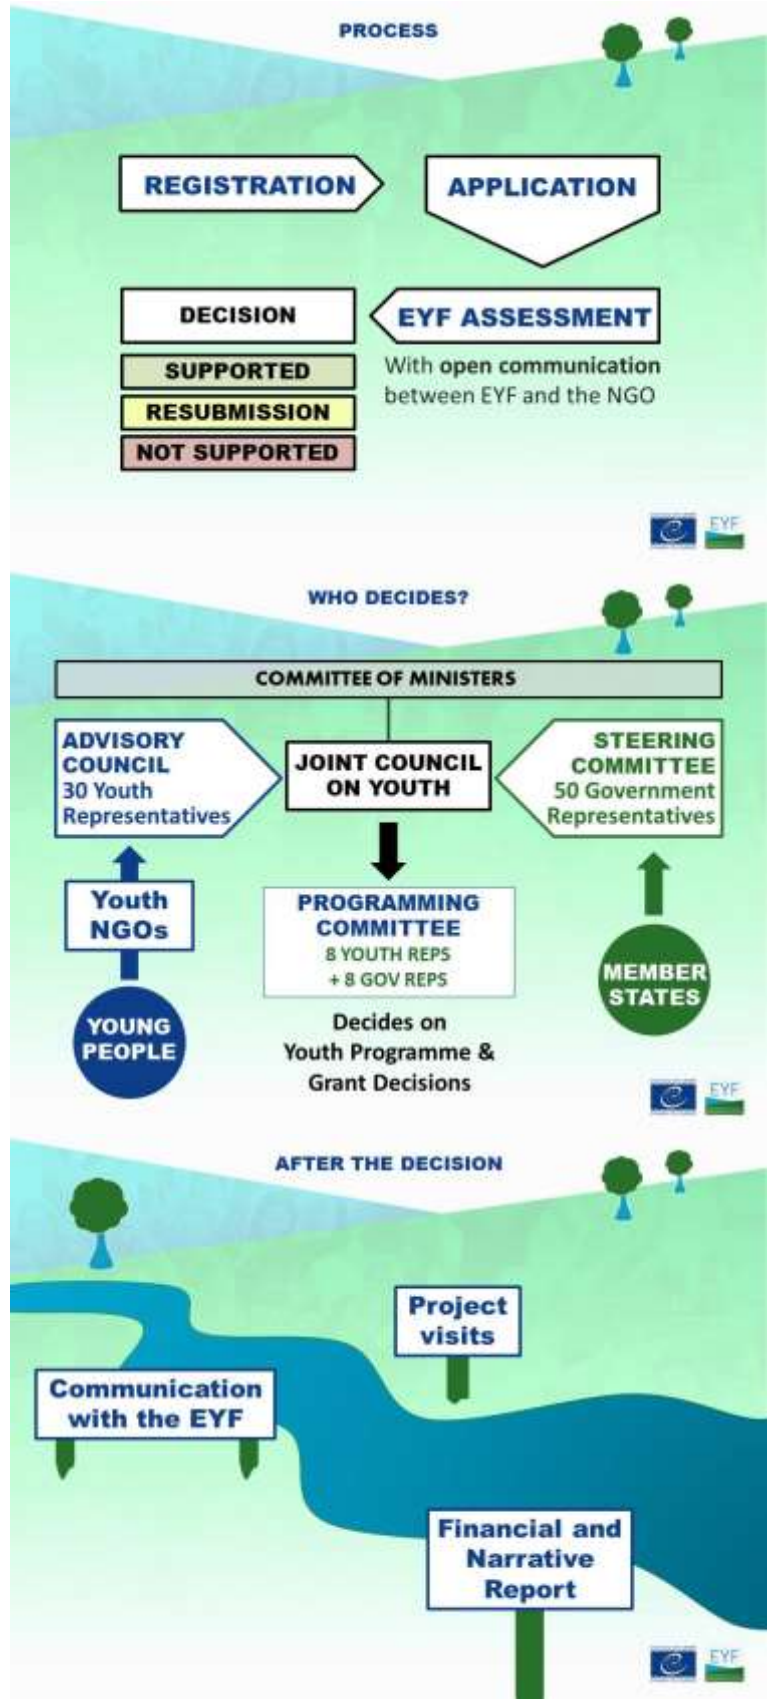 PROCESS
REGISTRATION
APPLICATION
DECISION
EYF ASSESSMENT
SUPPORTED
RESUBMISSION
NOT SUPPORTED
With open communication
between EYF and the NGO
EYF
WHO DECIDES?
COMMITTEE OF MINISTERS
ADVISORY
COUNCIL
30 Youth
Representatives
JOINT COUNCIL
ON YOUTH
STEERING
COMMITTEE
50 Government
Representatives
Youth
NGOs
YOUNG
PEOPLE
PROGRAMMING
COMMITTEE
8 YOUTH REPS
+ 8 GOV REPS
Decides on
Youth Programme &
Grant Decisions
MEMBER
STATES
EYF
AFTER THE DECISION
Project
visits
Communication
with the EYF
Financial and
Narrative
Report
EYF